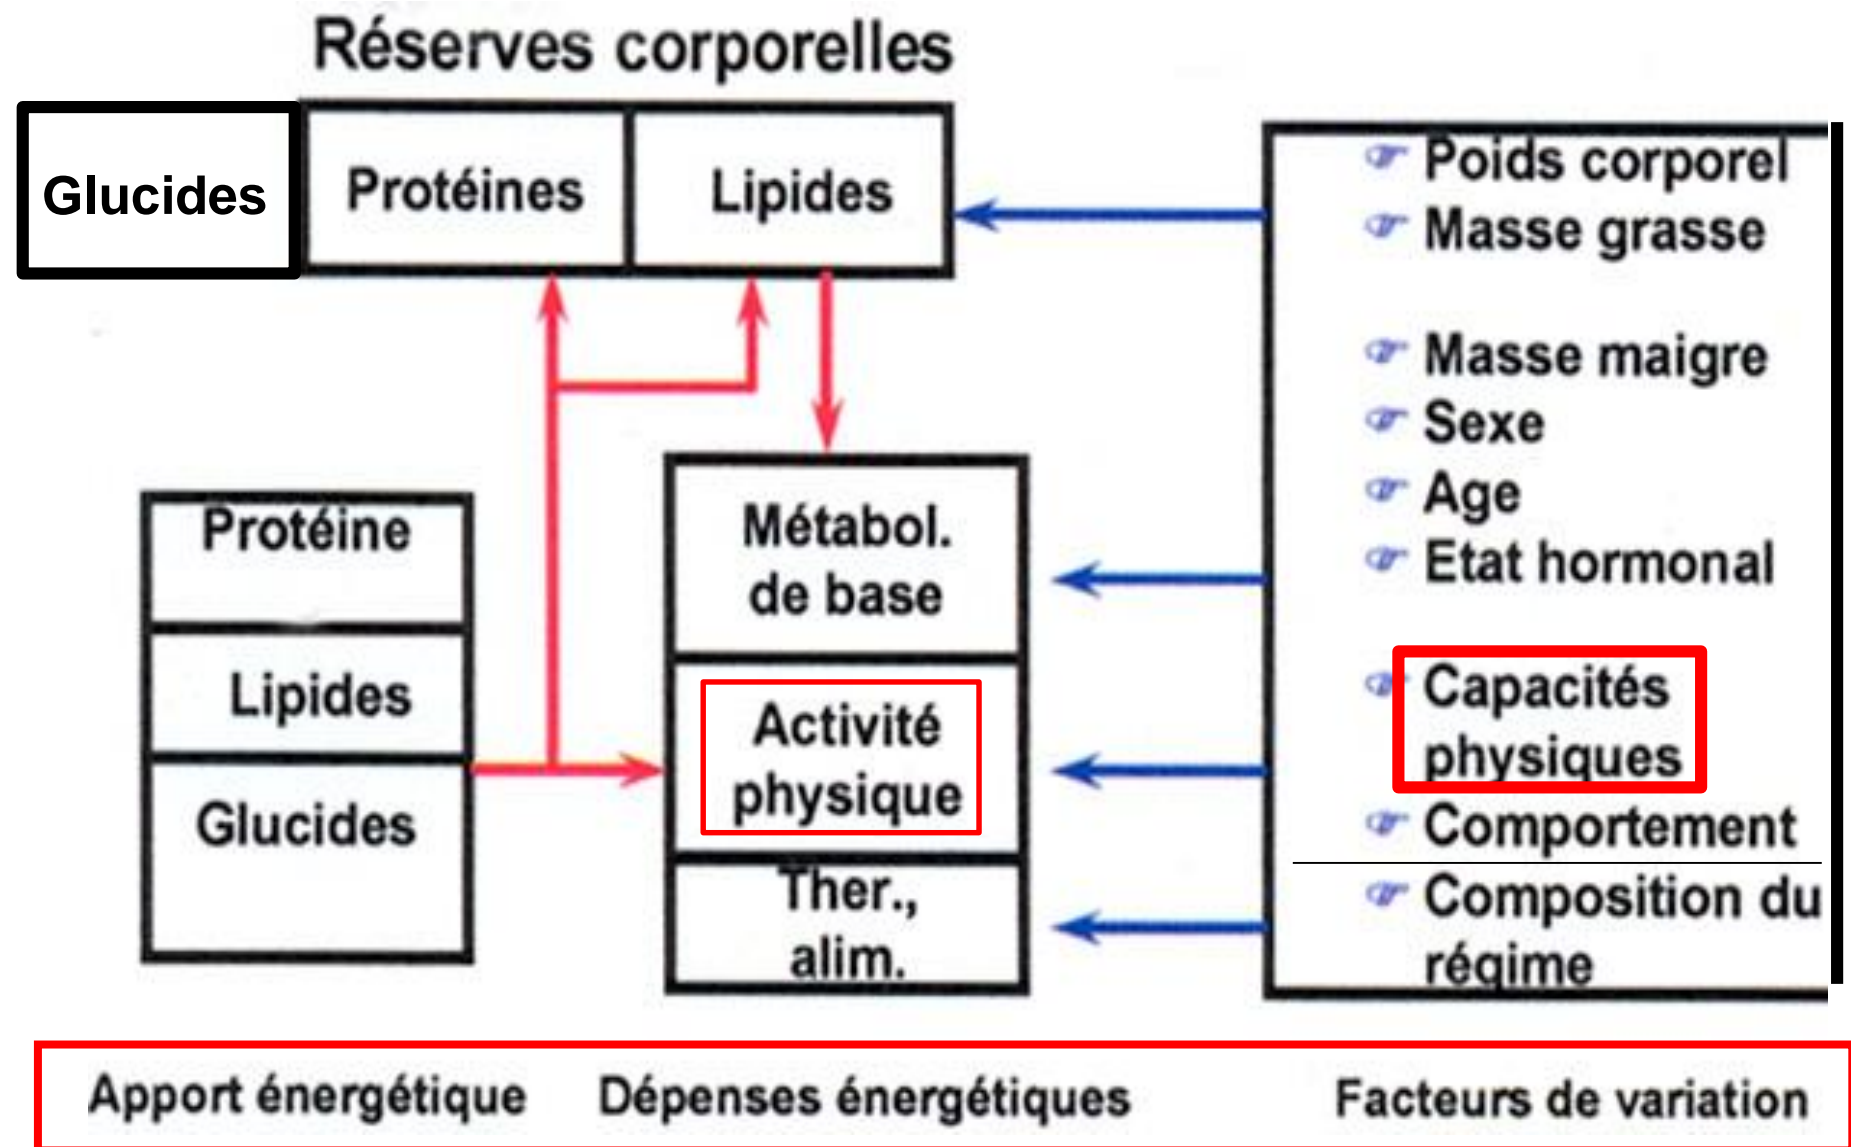 Réserves corporelles
Glucides
Protéines
Lipides
Protéine
Lipides
Glucides
Métabol.
de base
Activité
physique
Ther.,
alim.
Poids corporel
Masse grasse
Masse maigre
Sexe
Age
Etat hormonal
Capacités
physiques
Comportement
Composition du
régime
Apport énergétique
Dépenses énergétiques
Facteurs de variation